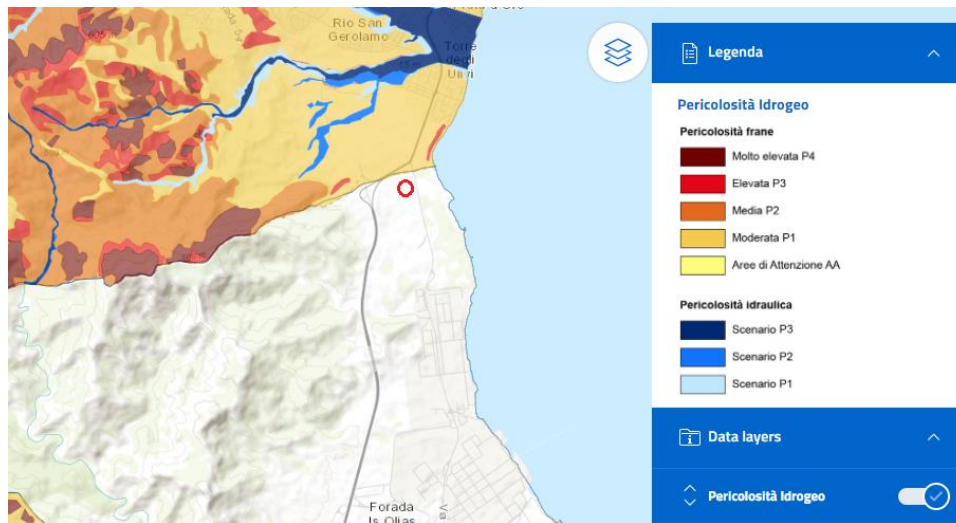 Rio San
Gerolamo
Torre
degli
Legenda
Pericolosità Idrogeo
Pericolosità frane
Molto elevata P4
Elevata P3
Media P2
Moderata P1
Aree di Attenzione AA
Pericolosità idraulica
Scenario P3
Scenario P2
Scenario P1
Data layers
Pericolosità Idrogeo
Forada
Is Olias